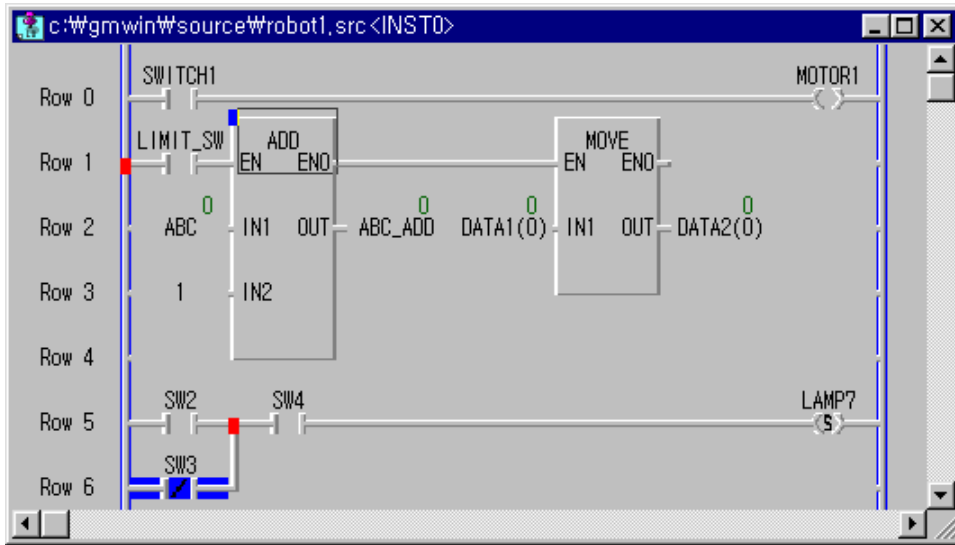 c:₩gmwin₩source₩robot1.src<INST0>
SWITCH1 MOTOR1
Row 0
LIMIT_SW ADD MOVE
Row 1 EN ENO EN ENO
0 0 0 0
Row 2 ABC IN1 OUT ABC_ADD DATA1(0) IN1 OUT DATA2(0)
Row 3 1 IN2
Row 4
SW2 SW4 LAMP7
Row 5 (S)
SW3
Row 6